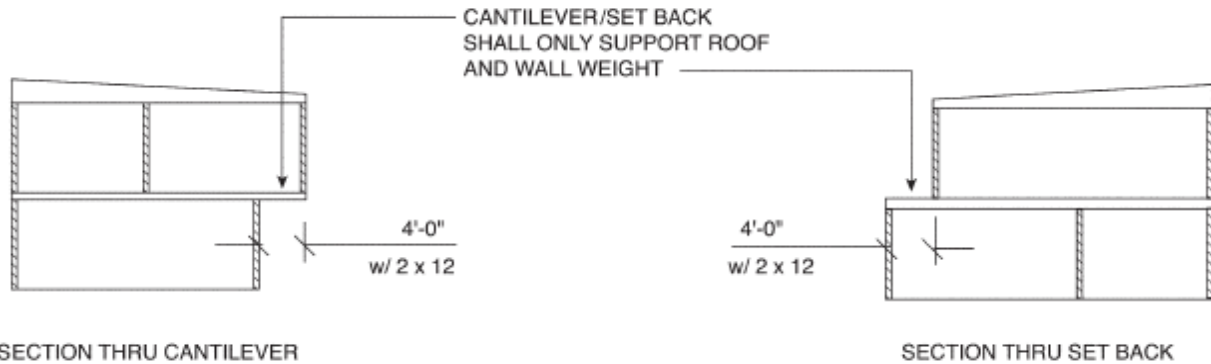 CANTILEVER/SET BACK
SHALL ONLY SUPPORT ROOF
AND WALL WEIGHT
4'-0"
w/ 2 x 12
4'-0"
w/ 2 x 12
SECTION THRU CANTILEVER
SECTION THRU SET BACK